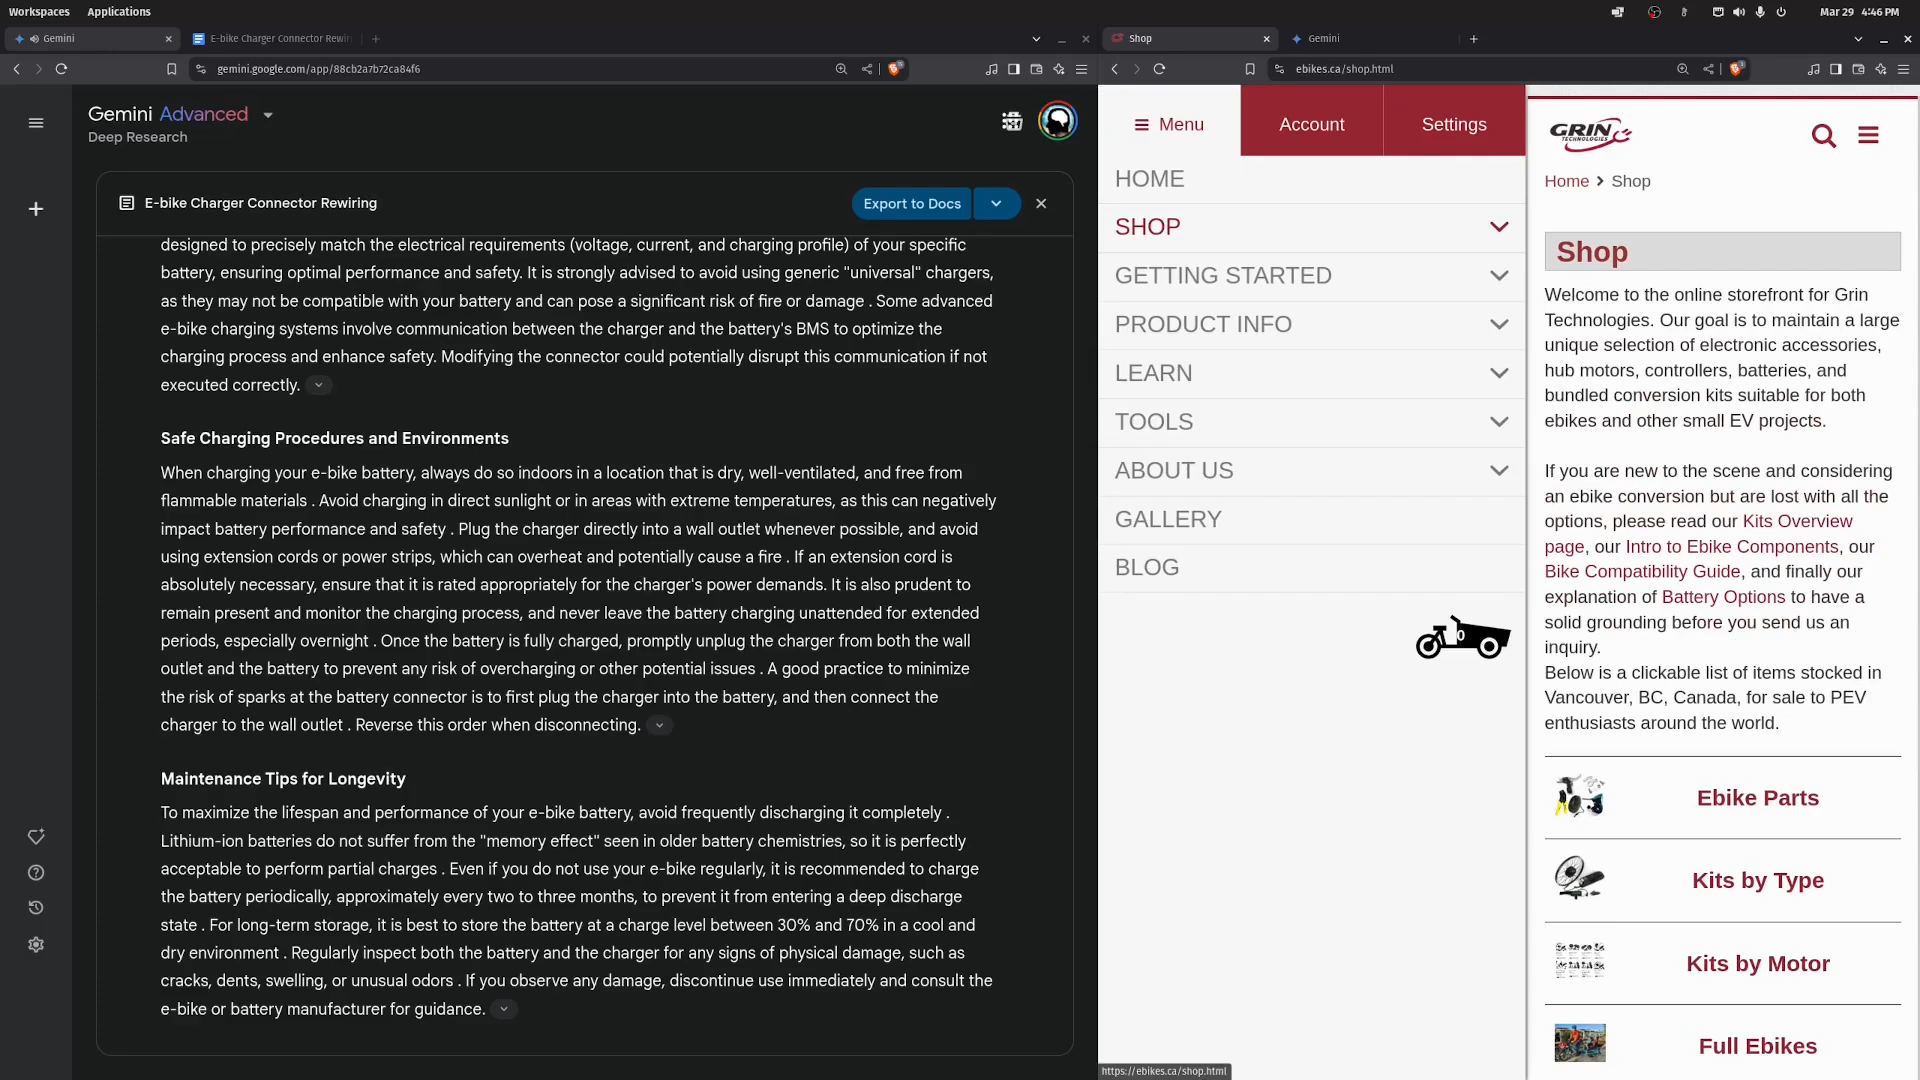 Workspaces Applications
Mar 29 4:46 PM
Gemini
E-bike Charger Connector Rewiri
Shop
Gemini
gemini.google.com/app/88cb2a7b72ca84f6
ebikes.ca/shop.html
Gemini Advanced
Deep Research
E-bike Charger Connector Rewiring
Export to Docs
designed to precisely match the electrical requirements (voltage, current, and charging profile) of your specific
battery, ensuring optimal performance and safety. It is strongly advised to avoid using generic "universal" chargers,
as they may not be compatible with your battery and can pose a significant risk of fire or damage . Some advanced
e-bike charging systems involve communication between the charger and the battery's BMS to optimize the
charging process and enhance safety. Modifying the connector could potentially disrupt this communication if not
executed correctly.
Safe Charging Procedures and Environments
When charging your e-bike battery, always do so indoors in a location that is dry, well-ventilated, and free from
flammable materials . Avoid charging in direct sunlight or in areas with extreme temperatures, as this can negatively
impact battery performance and safety . Plug the charger directly into a wall outlet whenever possible, and avoid
using extension cords or power strips, which can overheat and potentially cause a fire . If an extension cord is
absolutely necessary, ensure that it is rated appropriately for the charger's power demands. It is also prudent to
remain present and monitor the charging process, and never leave the battery charging unattended for extended
periods, especially overnight . Once the battery is fully charged, promptly unplug the charger from both the wall
outlet and the battery to prevent any risk of overcharging or other potential issues . A good practice to minimize
the risk of sparks at the battery connector is to first plug the charger into the battery, and then connect the
charger to the wall outlet . Reverse this order when disconnecting.
Maintenance Tips for Longevity
To maximize the lifespan and performance of your e-bike battery, avoid frequently discharging it completely .
Lithium-ion batteries do not suffer from the "memory effect" seen in older battery chemistries, so it is perfectly
acceptable to perform partial charges . Even if you do not use your e-bike regularly, it is recommended to charge
the battery periodically, approximately every two to three months, to prevent it from entering a deep discharge
state . For long-term storage, it is best to store the battery at a charge level between 30% and 70% in a cool and
dry environment . Regularly inspect both the battery and the charger for any signs of physical damage, such as
cracks, dents, swelling, or unusual odors . If you observe any damage, discontinue use immediately and consult the
e-bike or battery manufacturer for guidance.
Menu
Account
Settings
HOME
SHOP
GETTING STARTED
PRODUCT INFO
LEARN
TOOLS
ABOUT US
GALLERY
BLOG
0
https://ebikes.ca/shop.html
GRIN
TECHNOLOGIES
Home > Shop
Shop
Welcome to the online storefront for Grin
Technologies. Our goal is to maintain a large
unique selection of electronic accessories,
hub motors, controllers, batteries, and
bundled conversion kits suitable for both
ebikes and other small EV projects.
If you are new to the scene and considering
an ebike conversion but are lost with all the
options, please read our Kits Overview
page, our Intro to Ebike Components, our
Bike Compatibility Guide, and finally our
explanation of Battery Options to have a
solid grounding before you send us an
inquiry.
Below is a clickable list of items stocked in
Vancouver, BC, Canada, for sale to PEV
enthusiasts around the world.
Ebike Parts
Kits by Type
Kits by Motor
Full Ebikes